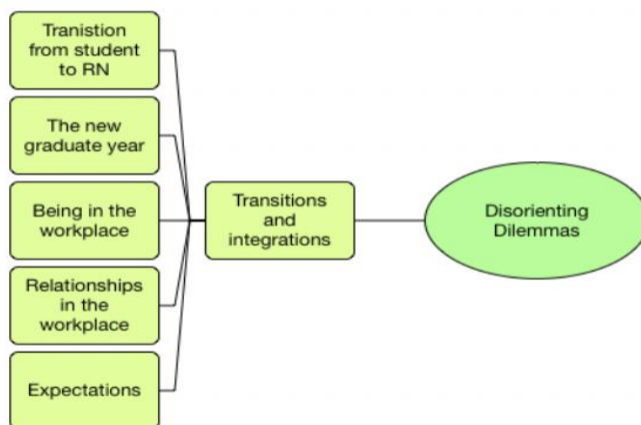 Tranistion
from student
to RN
The new
graduate year
Being in the
workplace
Relationships
in the
workplace
Expectations
Transitions
and
integrations
Disorienting
Dilemmas